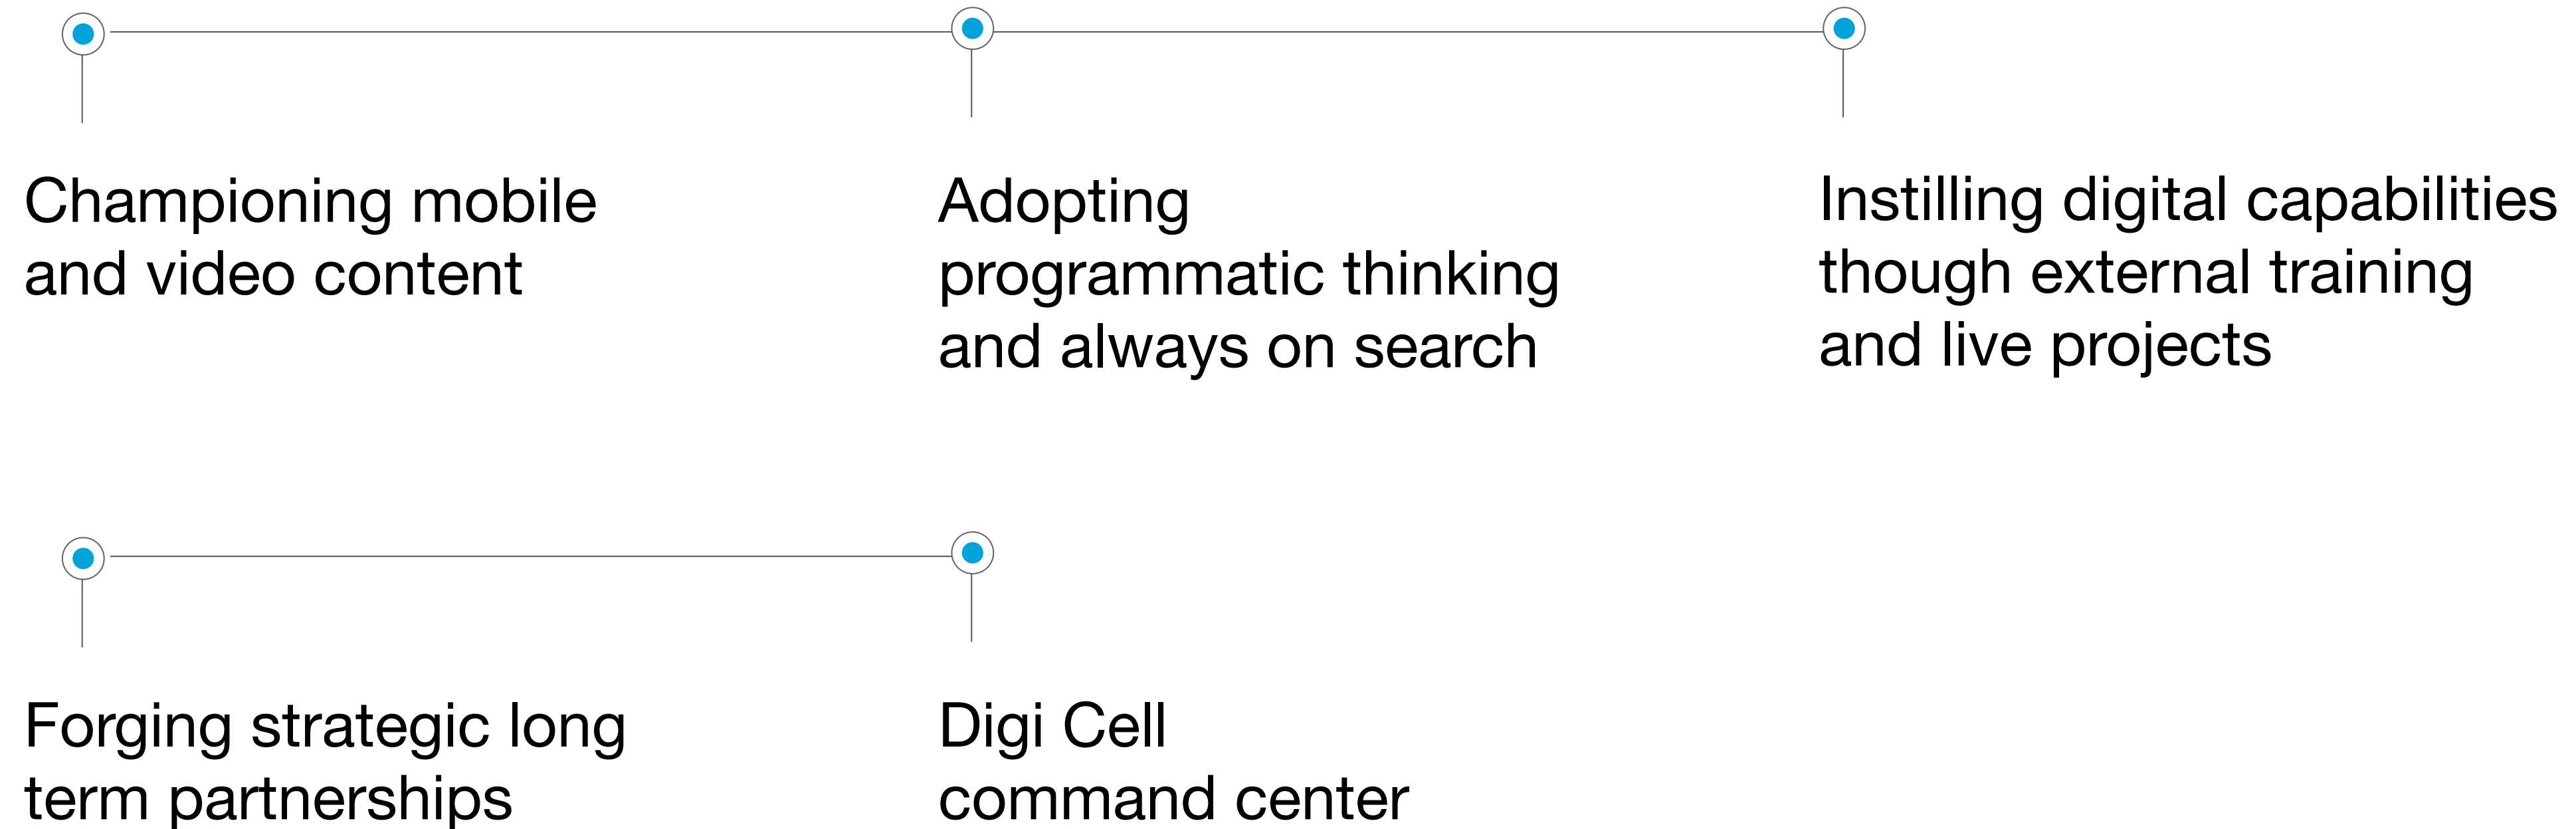 Championing mobile
and video content
Adopting
programmatic thinking
and always on search
Instilling digital capabilities
though external training
and live projects
Forging strategic long
term partnerships
Digi Cell
command center